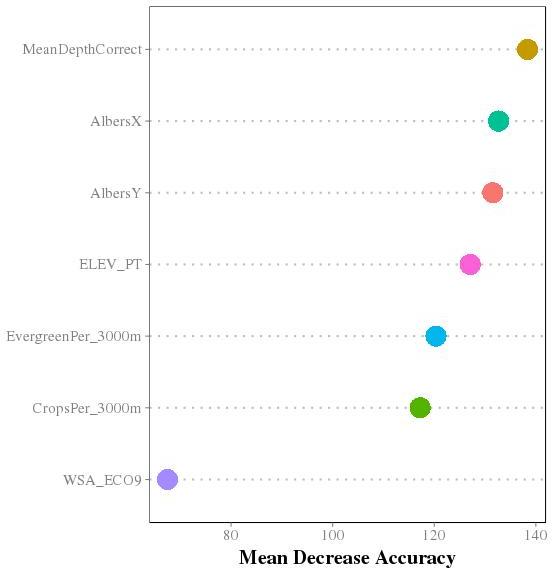 MeanDepthCorrect
AlbersX
AlbersY
ELEV_PT
EvergreenPer_3000m
CropsPer_3000m
WSA_ECO9
80 100 120 140
Mean Decrease Accuracy